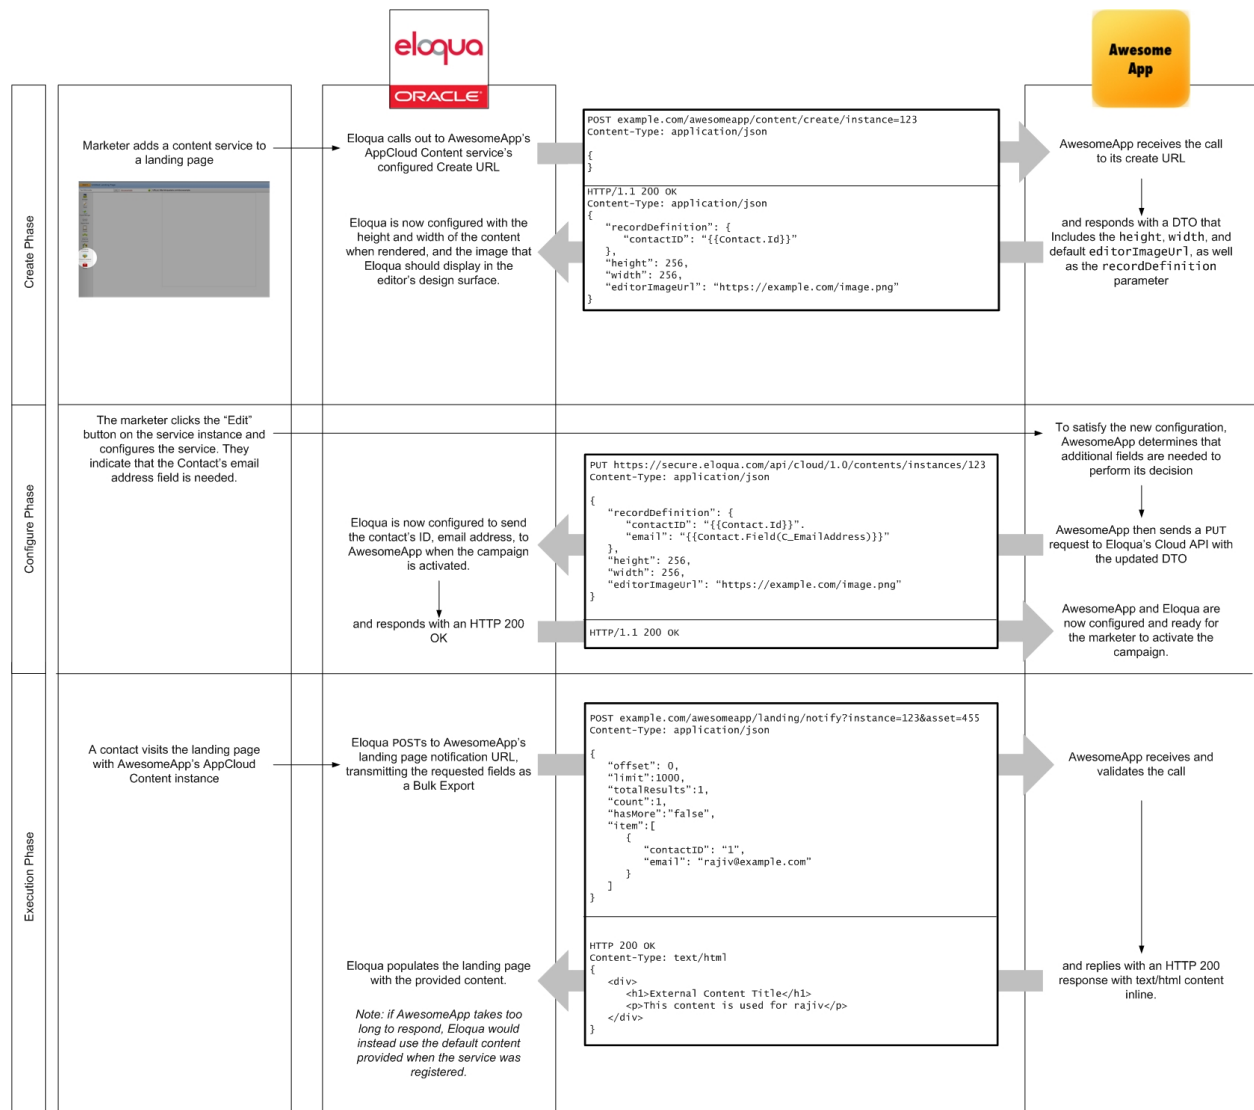 eloqua
ORACLE
Awesome
App
Create Phase
Marketer adds a content service to
a landing page
Eloqua calls out to AwesomeApp's
AppCloud Content service's
configured Create URL
POST example.com/awesomeapp/content/create/instance=123
Content-Type: application/json
{
}
AwesomeApp receives the call
to its create URL
HTTP/1.1 200 OK
Content-Type: application/json
{
"recordDefinition": {
"contactID": "{{Contact.Id}}"
},
"height": 256,
"width": 256,
"editorImageUrl": "https://example.com/image.png"
}
and responds with a DTO that
Includes the height, width, and
default editorImageUrl, as well
as the recordDefinition
parameter
Eloqua is now configured with the
height and width of the content
when rendered, and the image that
Eloqua should display in the
editor's design surface.
Configure Phase
The marketer clicks the "Edit"
button on the service instance and
configures the service. They
indicate that the Contact's email
address field is needed.
To satisfy the new configuration,
AwesomeApp determines that
additional fields are needed to
perform its decision
AwesomeApp then sends a PUT
request to Eloqua's Cloud API with
the updated DTO
PUT https://secure.eloqua.com/api/cloud/1.0/contents/instances/123
Content-Type: application/json
{
"recordDefinition": {
"contactID": "{{Contact.Id}}".
"email": "{{Contact.Field(C_EmailAddress)}}"
},
"height": 256,
"width": 256,
"editorImageUrl": "https://example.com/image.png"
}
Eloqua is now configured to send
the contact's ID, email address, to
AwesomeApp when the campaign
is activated.
and responds with an HTTP 200
OK
HTTP/1.1 200 OK
AwesomeApp and Eloqua are
now configured and ready for
the marketer to activate the
campaign.
Execution Phase
A contact visits the landing page
with AwesomeApp's AppCloud
Content instance
Eloqua POSTs to AwesomeApp's
landing page notification URL,
transmitting the requested fields as
a Bulk Export
POST example.com/awesomeapp/landing/notify?instance=123&asset=455
Content-Type: application/json
{
"offset": 0,
"limit":1000,
"totalResults":1,
"count":1,
"hasMore":"false",
"item":[
{
"contactID": "1",
"email": "rajiv@example.com"
}
]
}
AwesomeApp receives and
validates the call
and replies with an HTTP 200
response with text/html content
inline.
HTTP 200 OK
Content-Type: text/html
{
<div>
<h1>External Content Title</h1>
<p>This content is used for rajiv</p>
</div>
}
Eloqua populates the landing page
with the provided content.
Note: if AwesomeApp takes too
long to respond, Eloqua would
instead use the default content
provided when the service was
registered.